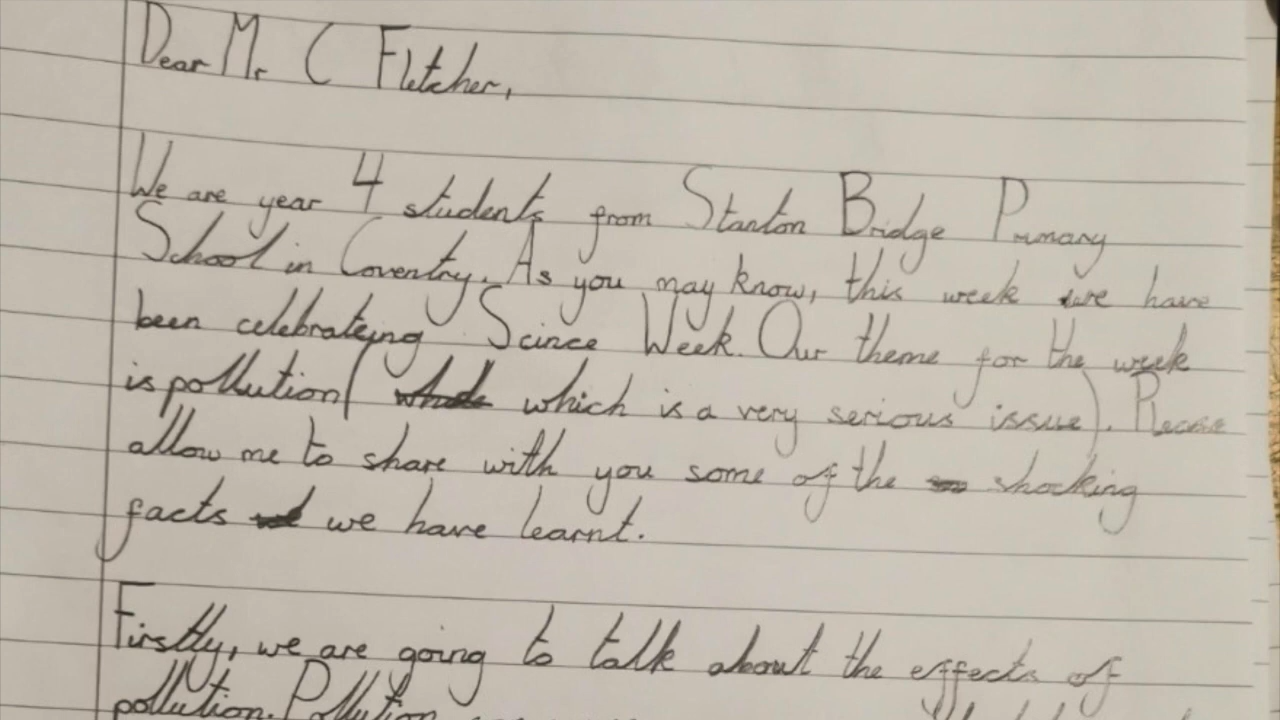 Dear Mr C Fletcher,
We are year 4 students from Stanton Bridge Primary
School in Coventry. As you may know, this week we have
been celebrateing Scince Week. Our theme for the week
is pollution( which is a very serious issue). Please
allow me to share with you some of the shocking
facts we have learnt.
Firstly, we are going to talk about the effects of
pollution. Pollution